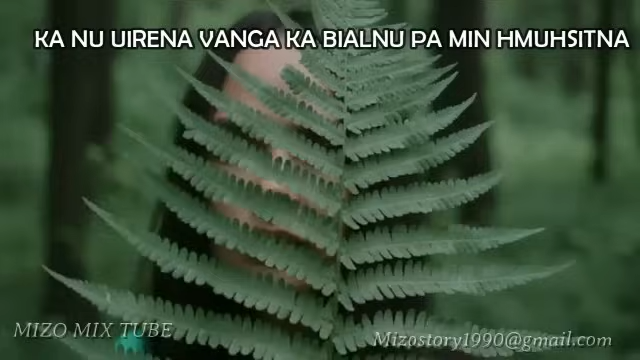 KA NU UIRENA VANGA KA BIALNU PA MIN HMUHSITNA
MIZO MIX TUBE
Mizostory1990@gmail.com